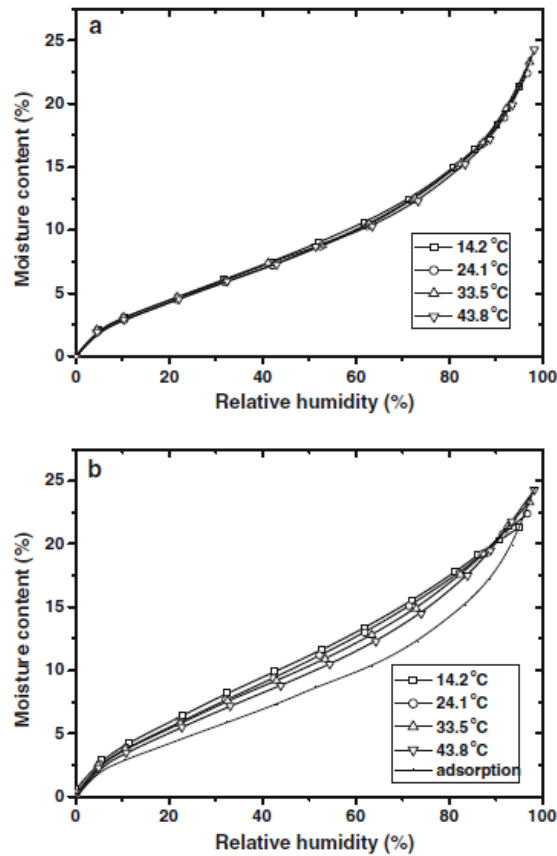 a
Moisture content (%)
25
20
15
10
5
0
14.2 °C
24.1 °C
33.5 °C
43.8 °C
0 20 40 60 80 100
Relative humidity (%)
b
Moisture content (%)
25
20
15
10
5
0
14.2 °C
24.1 °C
33.5 °C
43.8 °C
adsorption
0 20 40 60 80 100
Relative humidity (%)